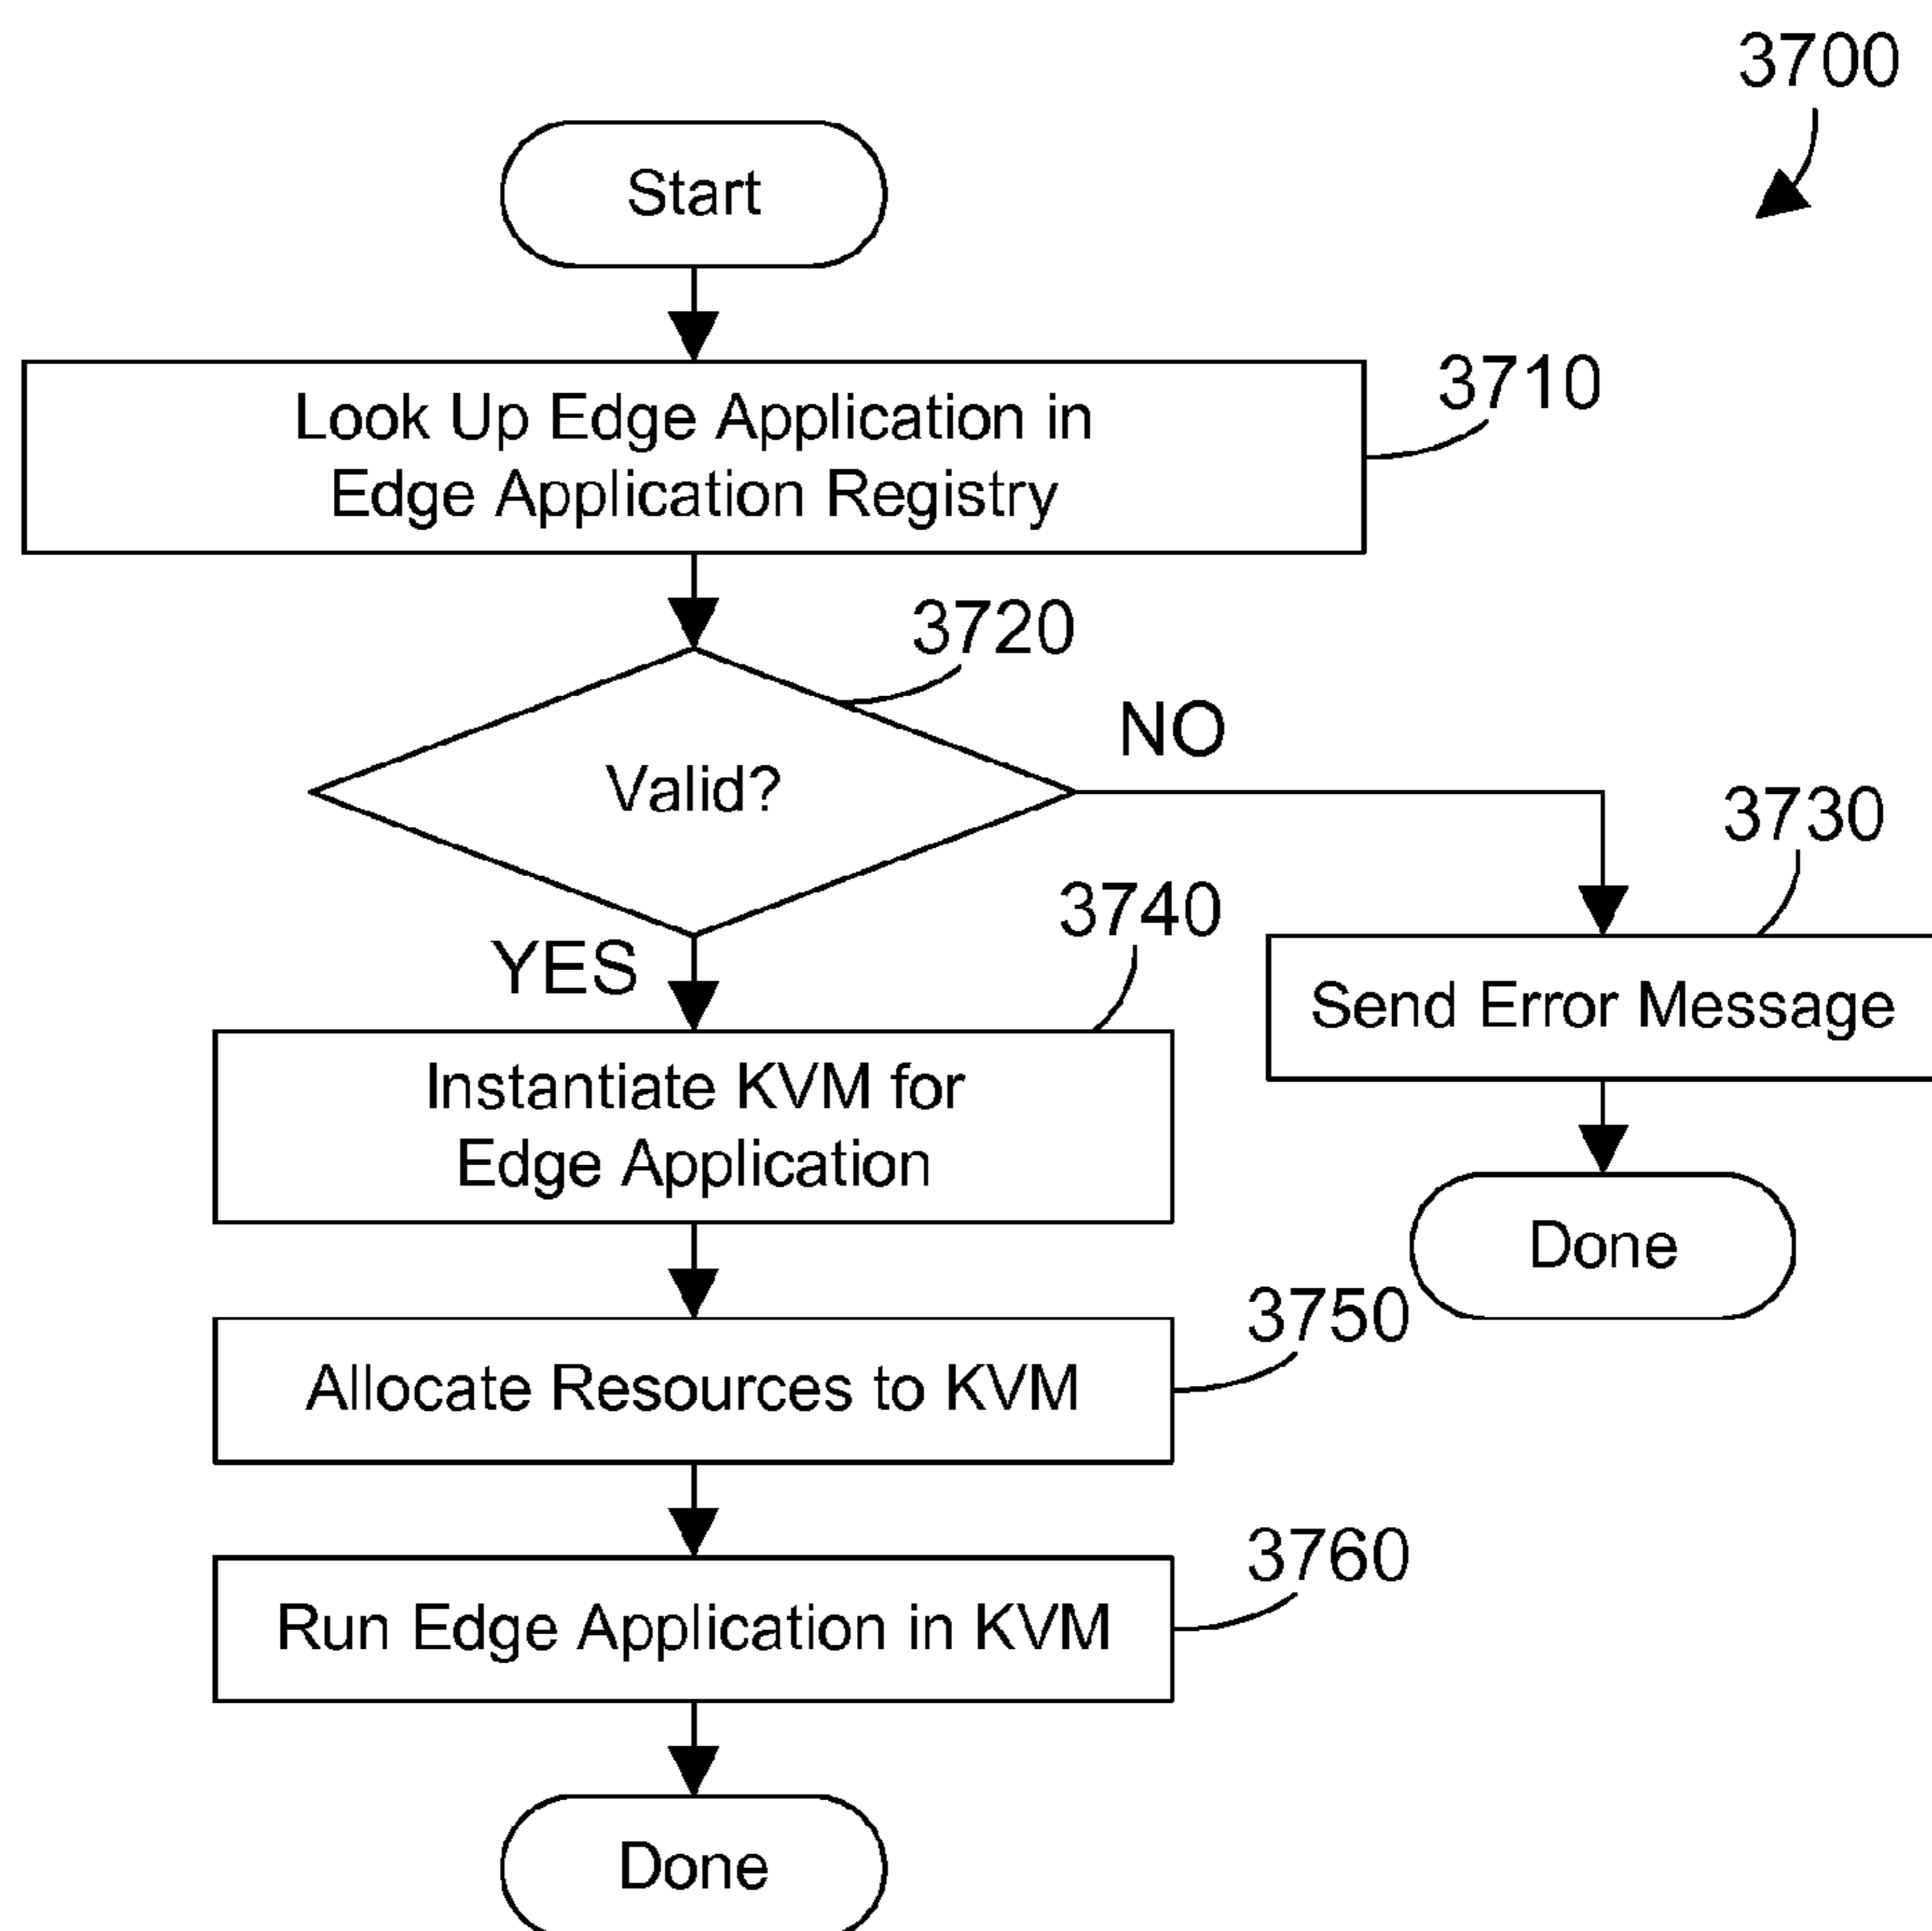 3700
Start
Look Up Edge Application in
Edge Application Registry
3710
3720
Valid?
NO
3730
YES
3740
Send Error Message
Instantiate KVM for
Edge Application
Done
3750
Allocate Resources to KVM
3760
Run Edge Application in KVM
Done